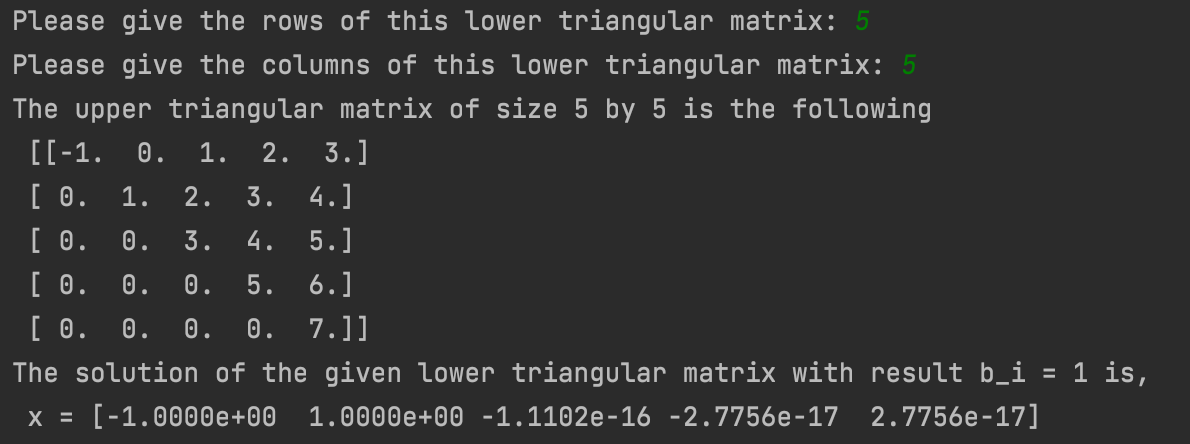 Please give the rows of this lower triangular matrix: 5
Please give the columns of this lower triangular matrix: 5
The upper triangular matrix of size 5 by 5 is the following
 [[-1.  0.  1.  2.  3.]
 [ 0.  1.  2.  3.  4.]
 [ 0.  0.  3.  4.  5.]
 [ 0.  0.  0.  5.  6.]
 [ 0.  0.  0.  0.  7.]]
The solution of the given lower triangular matrix with result b_i = 1 is,
 x = [-1.0000e+00  1.0000e+00 -1.1102e-16 -2.7756e-17  2.7756e-17]